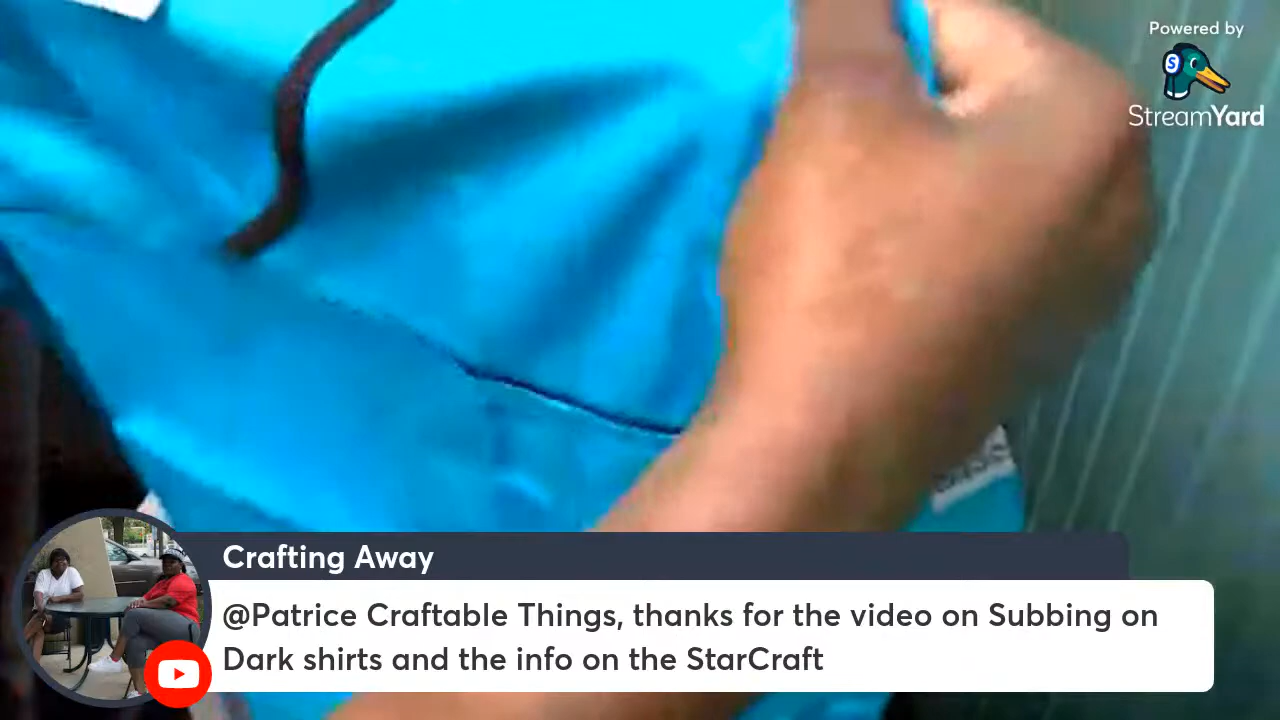 Powered by
StreamYard
Crafting Away
@Patrice Craftable Things, thanks for the video on Subbing on
Dark shirts and the info on the StarCraft